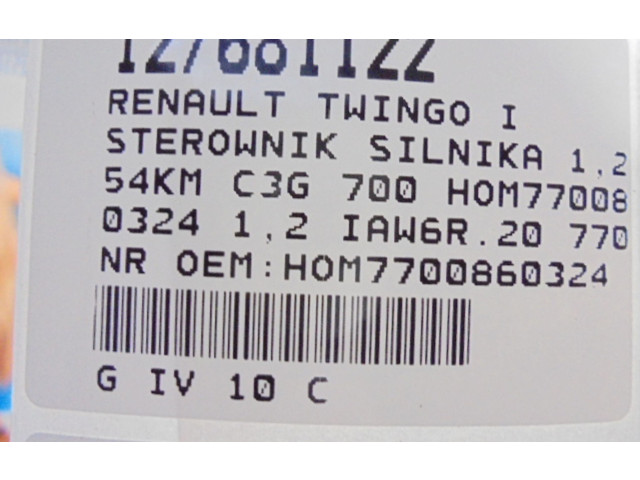 127681122
RENAULT TWINGO I
STEROWNIK SILNIKA 1,2
54KM C3G 700 HOM77008
0324 1,2 IAW6R.20 770
NR OEM:HOM7700860324
G IV 10 C